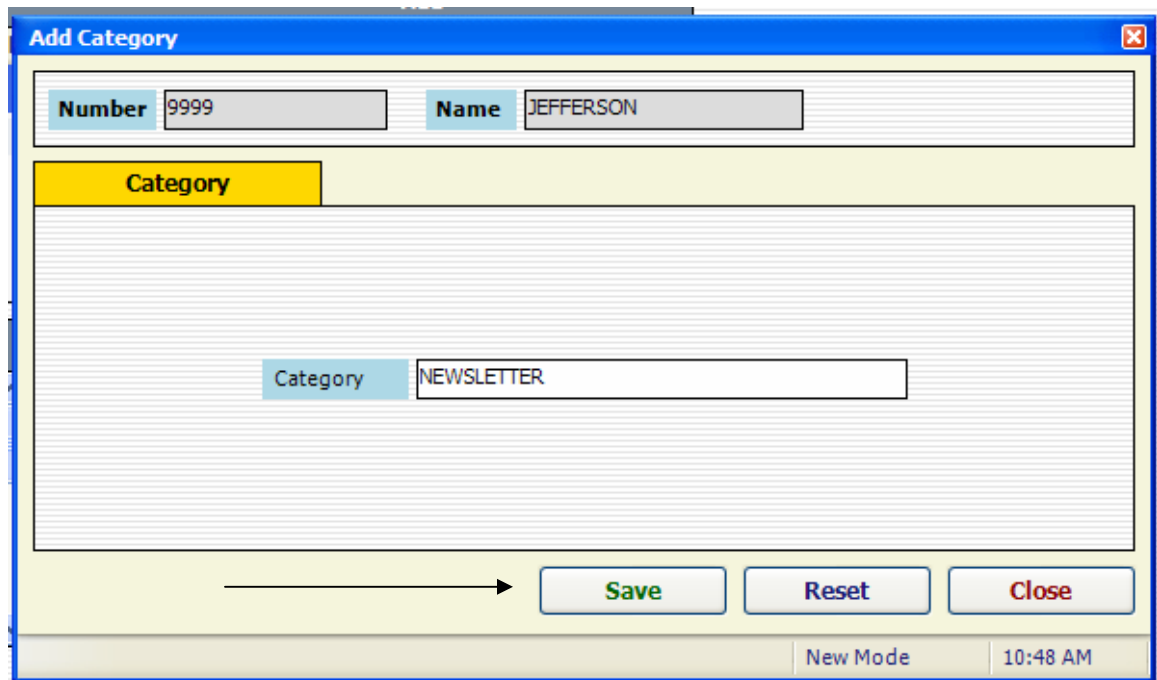 Add Category
Number 9999 Name JEFFERSON
Category
Category NEWSLETTER
Save Reset Close
New Mode 10:48 AM